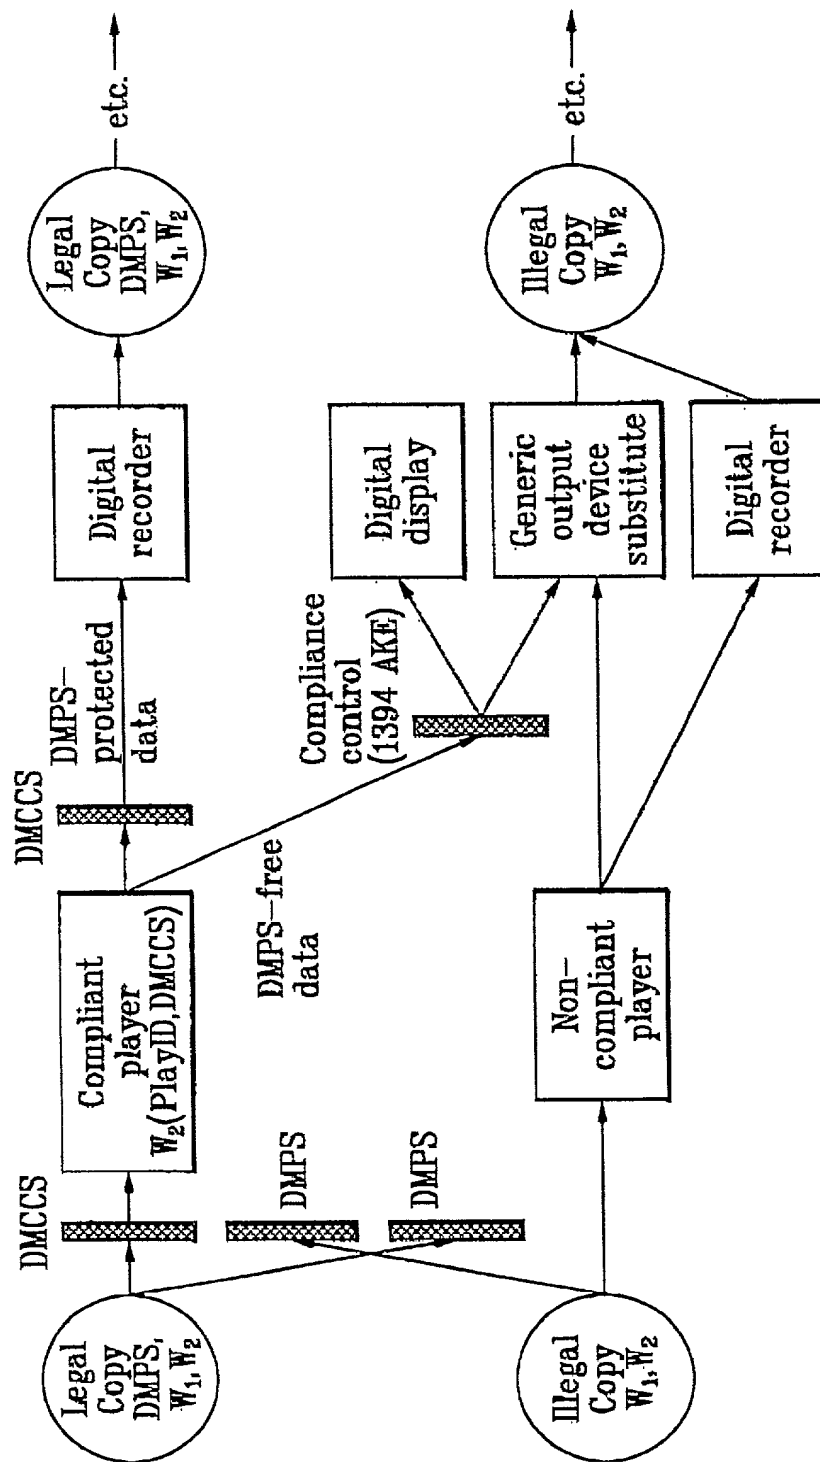 Legal
Copy
DMPS,
W₁, W₂
DMCCS
Compliant
player
W₂(PlayID,DMCCS)
DMCCS
DMPS–
protected
data
Digital
recorder
Legal
Copy
DMPS,
W₁, W₂
etc.
DMPS
DMPS
DMPS–free
data
Compliance
control
(1394 AKE)
Digital
display
Generic
output
device
substitute
Illegal
Copy
W₁, W₂
Non–
compliant
player
Digital
recorder
Illegal
Copy
W₁, W₂
etc.